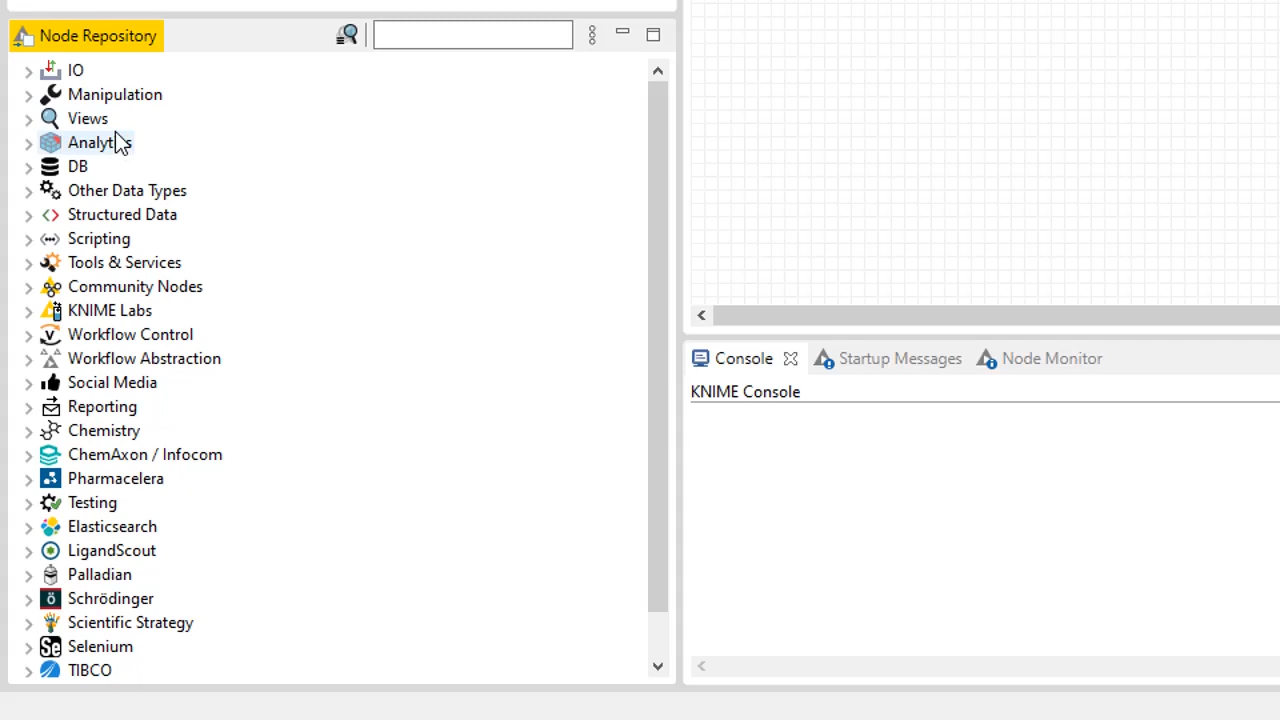 Node Repository
IO
Manipulation
Views
Analytics
DB
Other Data Types
Structured Data
Scripting
Tools & Services
Community Nodes
KNIME Labs
Workflow Control
Workflow Abstraction
Social Media
Reporting
Chemistry
ChemAxon / Infocom
Pharmacelera
Testing
Elasticsearch
LigandScout
Palladian
Schrödinger
Scientific Strategy
Selenium
TIBCO
Console
Startup Messages
Node Monitor
KNIME Console